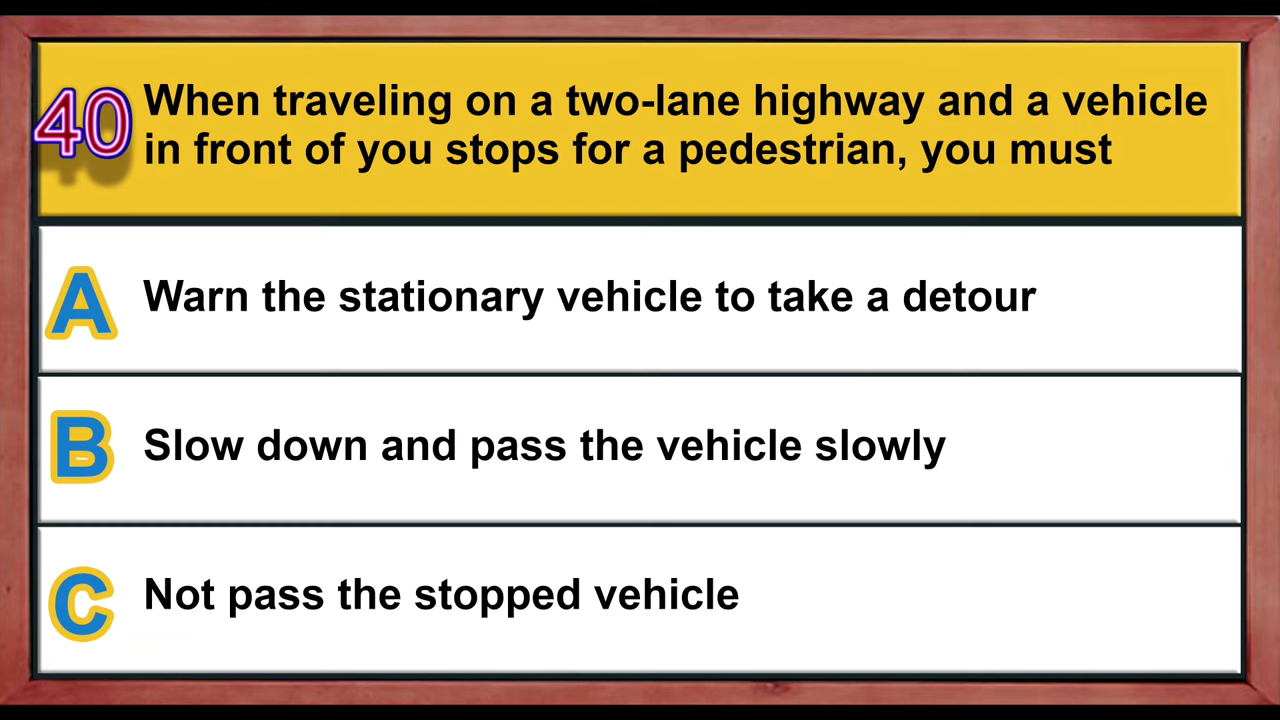 40 When traveling on a two-lane highway and a vehicle
in front of you stops for a pedestrian, you must
A Warn the stationary vehicle to take a detour
B Slow down and pass the vehicle slowly
C Not pass the stopped vehicle